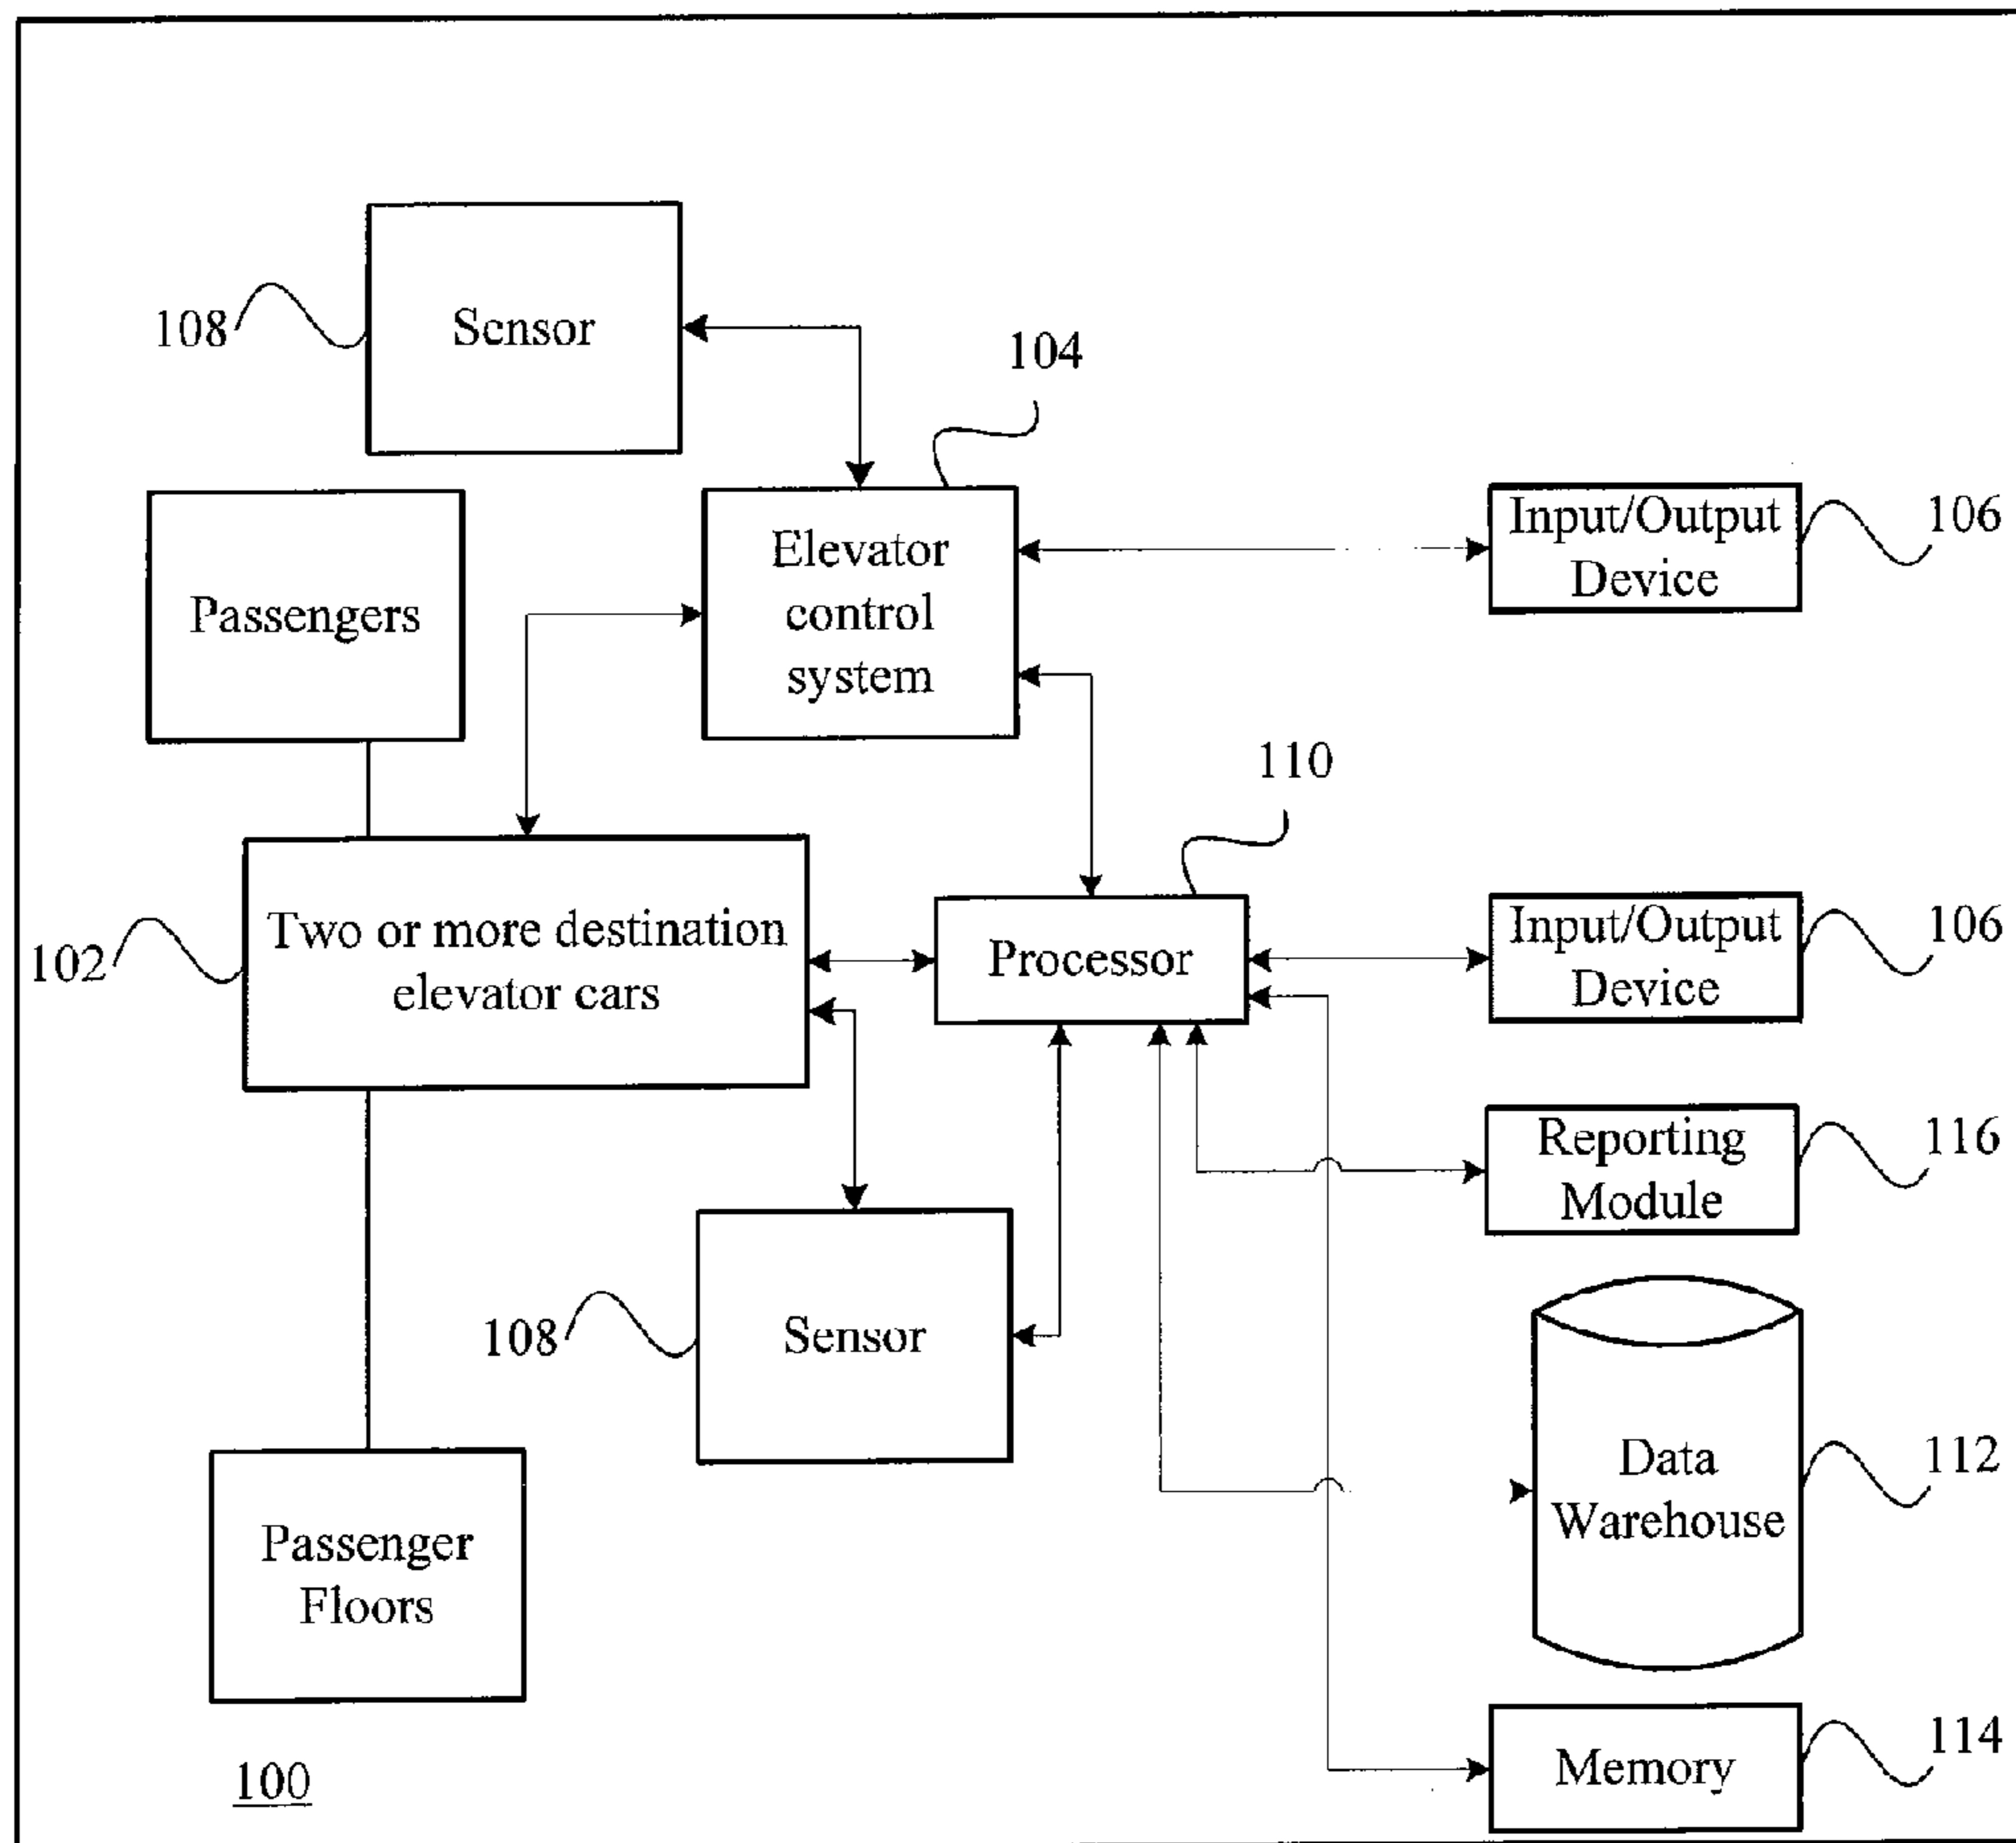 108
Sensor
104
Elevator
control
system
Input/Output
Device
106
Passengers
110
102
Two or more destination
elevator cars
Processor
Input/Output
Device
106
Reporting
Module
116
108
Sensor
Data
Warehouse
112
Passenger
Floors
Memory
114
100